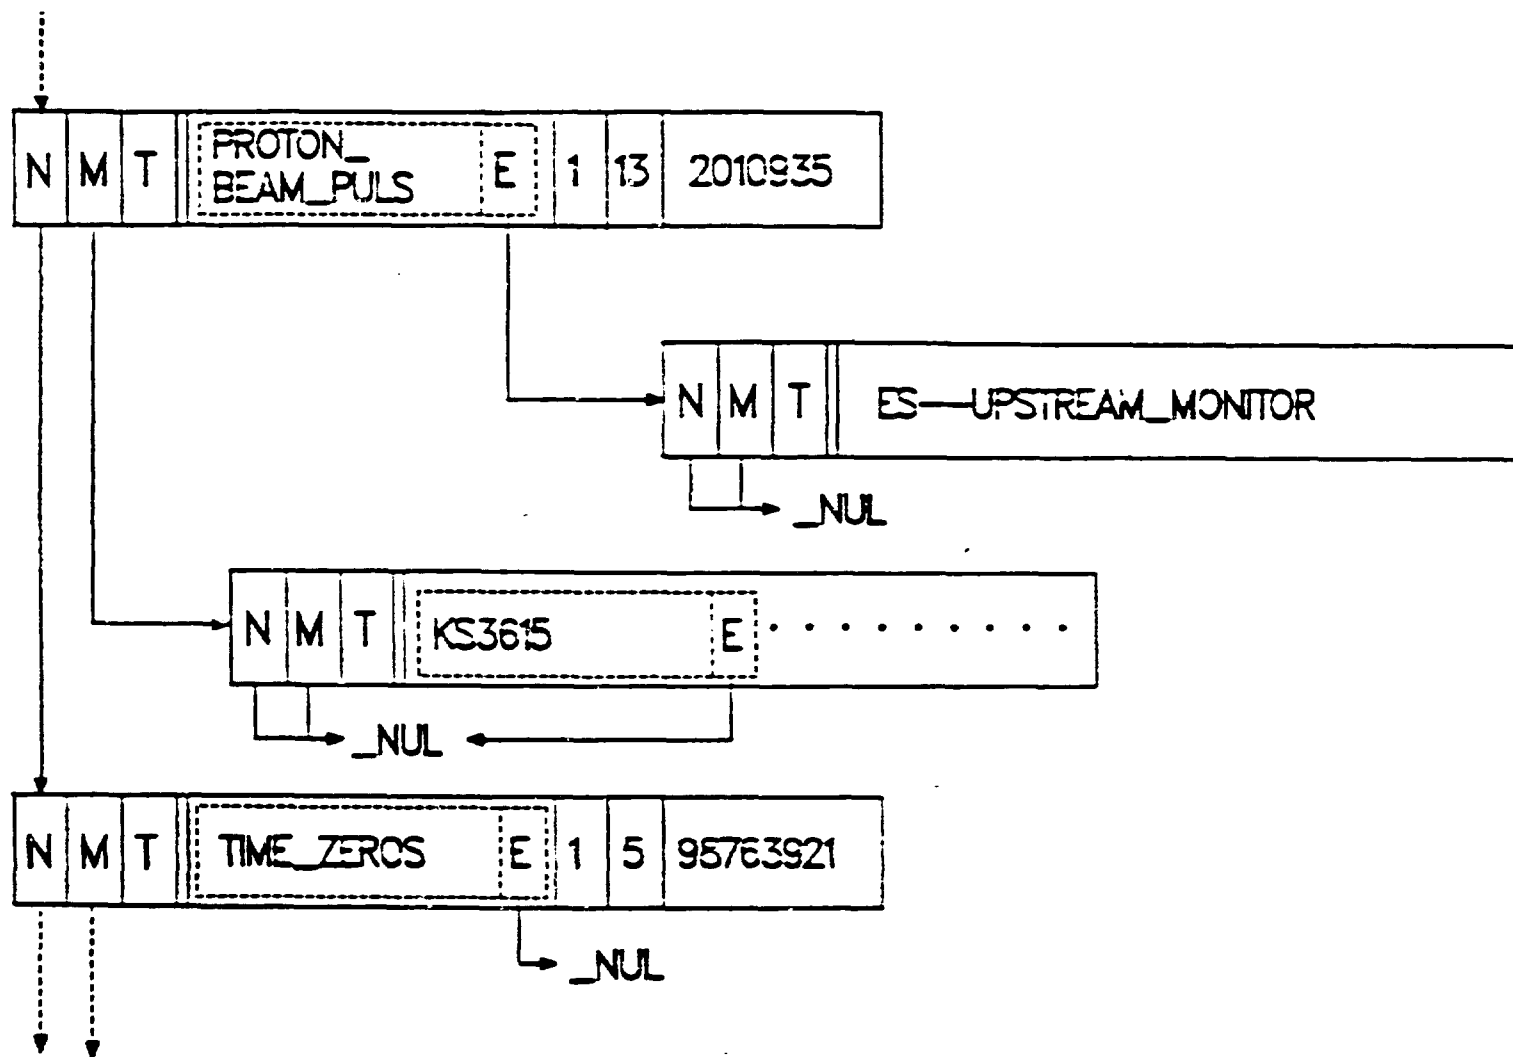 N M T PROTON_
BEAM_PULS E 1 13 2010935
N M T ES—UPSTREAM_MONITOR
_NUL
N M T KS3615 E . . . . . . . . .
_NUL
N M T TIME_ZEROS E 1 5 95763921
_NUL